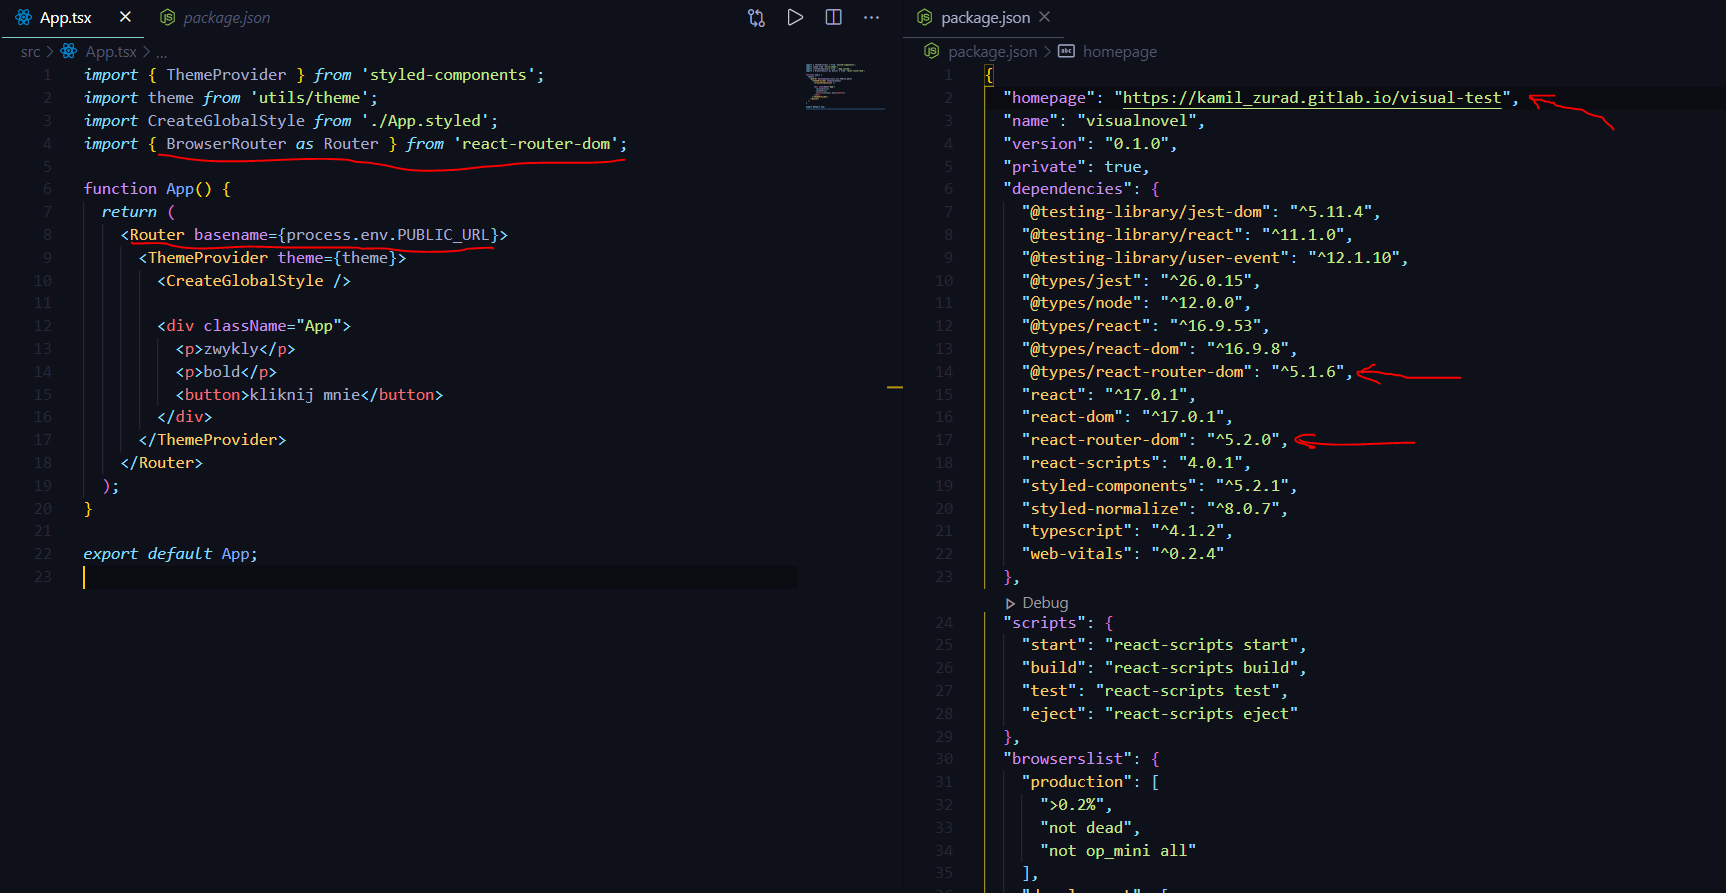 App.tsx
package.json
src > App.tsx > ...
1 import { ThemeProvider } from 'styled-components';
2 import theme from 'utils/theme';
3 import CreateGlobalStyle from './App.styled';
4 import { BrowserRouter as Router } from 'react-router-dom';
5
6 function App() {
7 return (
8 <Router basename={process.env.PUBLIC_URL}>
9 <ThemeProvider theme={theme}>
10 <CreateGlobalStyle />
11
12 <div className="App">
13 <p>zwykly</p>
14 <p>bold</p>
15 <button>kliknij mnie</button>
16 </div>
17 </ThemeProvider>
18 </Router>
19 );
20 }
21
22 export default App;
23
package.json
package.json > abc homepage
1 {
2 "homepage": "https://kamil_zurad.gitlab.io/visual-test",
3 "name": "visualnovel",
4 "version": "0.1.0",
5 "private": true,
6 "dependencies": {
7 "@testing-library/jest-dom": "^5.11.4",
8 "@testing-library/react": "^11.1.0",
9 "@testing-library/user-event": "^12.1.10",
10 "@types/jest": "^26.0.15",
11 "@types/node": "^12.0.0",
12 "@types/react": "^16.9.53",
13 "@types/react-dom": "^16.9.8",
14 "@types/react-router-dom": "^5.1.6",
15 "react": "^17.0.1",
16 "react-dom": "^17.0.1",
17 "react-router-dom": "^5.2.0",
18 "react-scripts": "4.0.1",
19 "styled-components": "^5.2.1",
20 "styled-normalize": "^8.0.7",
21 "typescript": "^4.1.2",
22 "web-vitals": "^0.2.4"
23 },
Debug
24 "scripts": {
25 "start": "react-scripts start",
26 "build": "react-scripts build",
27 "test": "react-scripts test",
28 "eject": "react-scripts eject"
29 },
30 "browserslist": {
31 "production": [
32 ">0.2%",
33 "not dead",
34 "not op_mini all"
35 ],